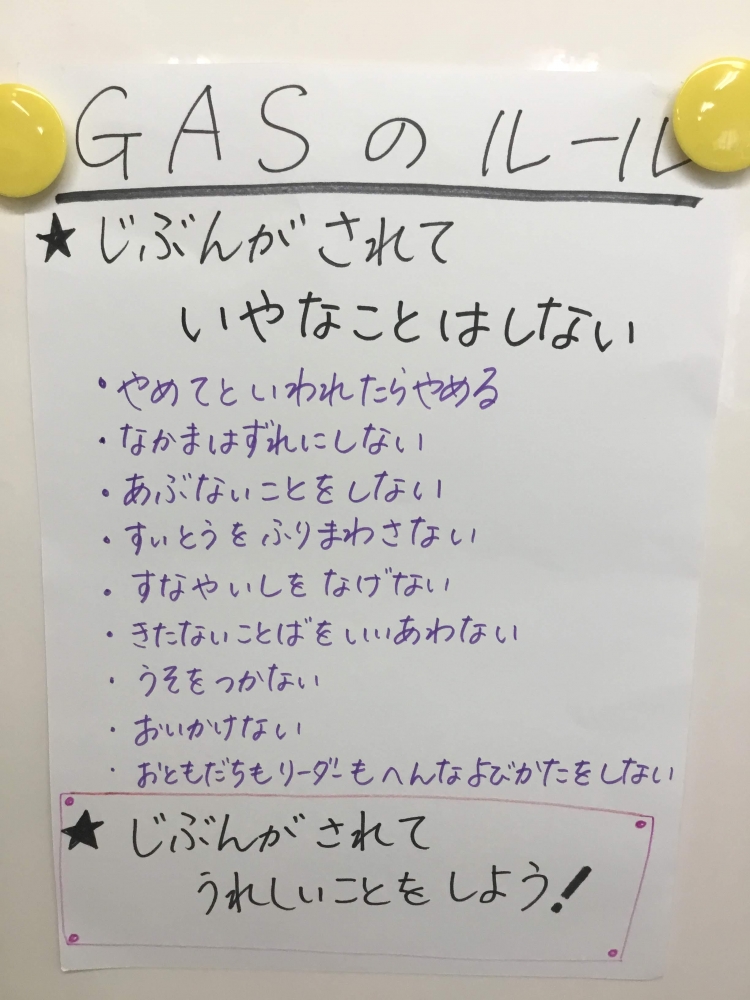 GASのルール
★じぶんがされて
いやなことはしない
・やめてといわれたらやめる
・なかまはずれにしない
・あぶないことをしない
・すいとうをふりまわさない
・すなやいしをなげない
・きたないことばをいいあわない
・うそをつかない
・おいかけない
・おともだちもリーダーもへんなよびかたをしない
★じぶんがされて
うれしいことをしよう!